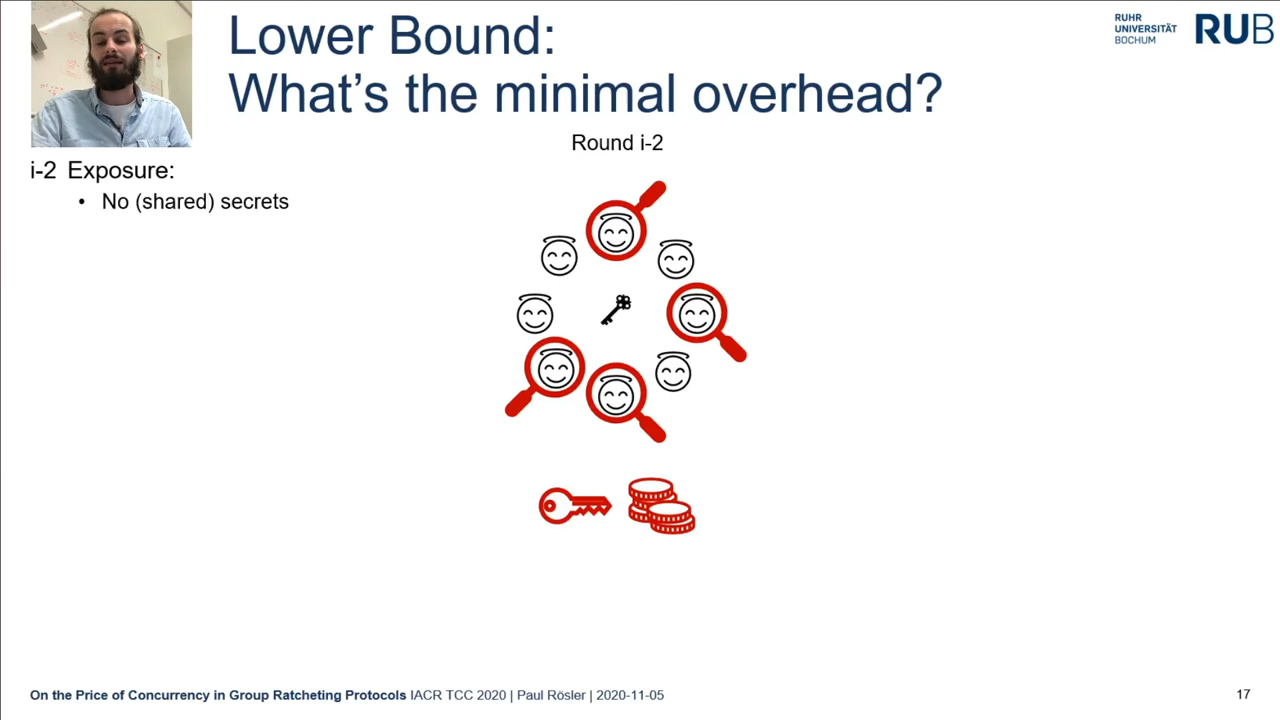 Lower Bound:
What's the minimal overhead?
RUHR
UNIVERSITÄT
BOCHUM
RUB
Round i-2
i-2 Exposure:
• No (shared) secrets
On the Price of Concurrency in Group Ratcheting Protocols IACR TCC 2020 | Paul Rösler | 2020-11-05
17